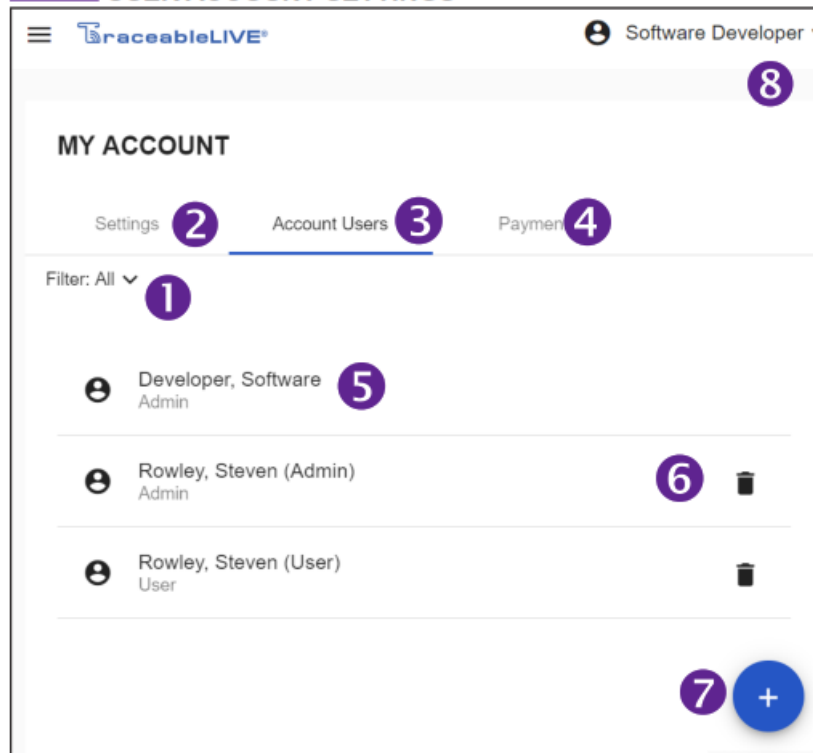 TraceableLIVE®
Software Developer
8
MY ACCOUNT
Settings 2 Account Users 3 Paymen 4
Filter: All
1
Developer, Software 5
Admin
Rowley, Steven (Admin)
Admin
6
Rowley, Steven (User)
User
7 +